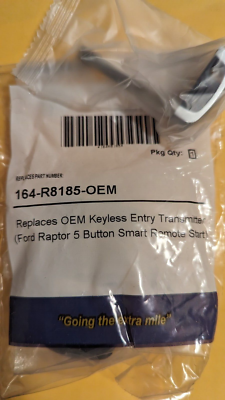 Pkg Qty: 1
REPLACES PART NUMBER:
164-R8185-OEM
Replaces OEM Keyless Entry Transmitter
(Ford Raptor 5 Button Smart Remote Start)
"Going the extra mile"